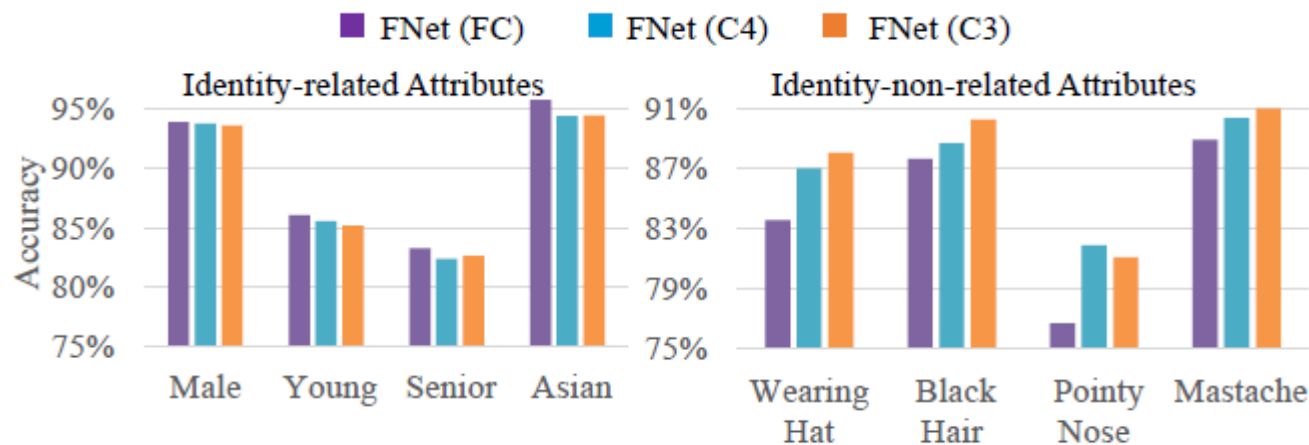 FNet (FC) FNet (C4) FNet (C3)
Identity-related Attributes
Identity-non-related Attributes
Accuracy
95%
90%
85%
80%
75%
Male Young Senior Asian
91%
87%
83%
79%
75%
Wearing Hat
Black Hair
Pointy Nose
Mastache